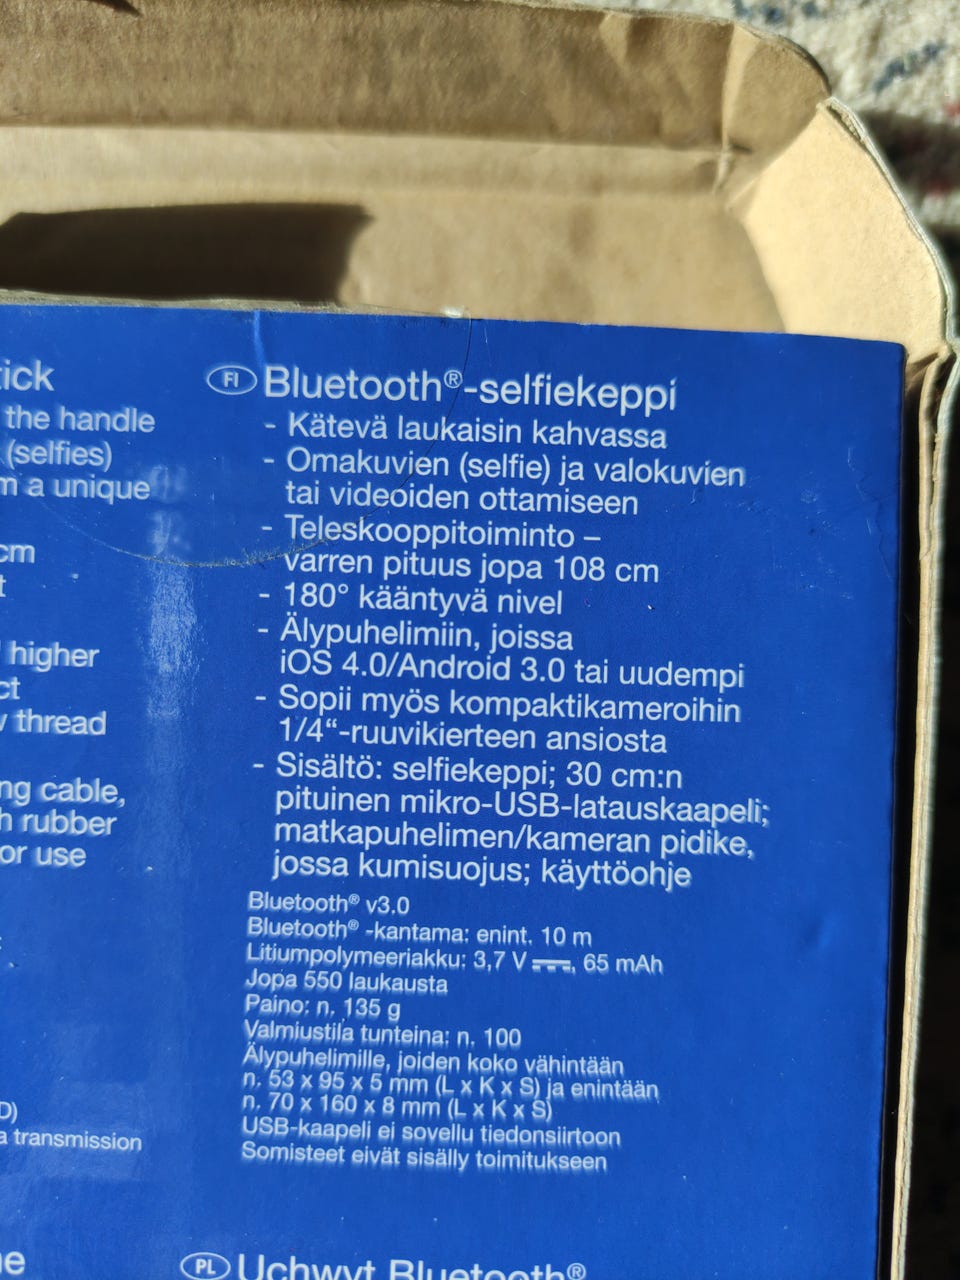 tick
the handle
(selfies)
m a unique
cm
t
higher
ct
v thread
ng cable,
h rubber
or use
:
.
D)
a transmission
ne
FI Bluetooth®-selfiekeppi
- Kätevä laukaisin kahvassa
- Omakuvien (selfie) ja valokuvien
tai videoiden ottamiseen
- Teleskooppitoiminto –
varren pituus jopa 108 cm
- 180° kääntyvä nivel
- Älypuhelimiin, joissa
iOS 4.0/Android 3.0 tai uudempi
- Sopii myös kompaktikameroihin
1/4“-ruuvikierteen ansiosta
- Sisältö: selfiekeppi; 30 cm:n
pituinen mikro-USB-latauskaapeli;
matkapuhelimen/kameran pidike,
jossa kumisuojus; käyttöohje
Bluetooth® v3.0
Bluetooth® -kantama: enint. 10 m
Litiumpolymeeriakku: 3,7 V ⎓, 65 mAh
Jopa 550 laukausta
Paino: n. 135 g
Valmiustila tunteina: n. 100
Älypuhelimille, joiden koko vähintään
n. 53 x 95 x 5 mm (L x K x S) ja enintään
n. 70 x 160 x 8 mm (L x K x S)
USB-kaapeli ei sovellu tiedonsiirtoon
Somisteet eivät sisälly toimitukseen
PL Uchwyt Bluetooth®